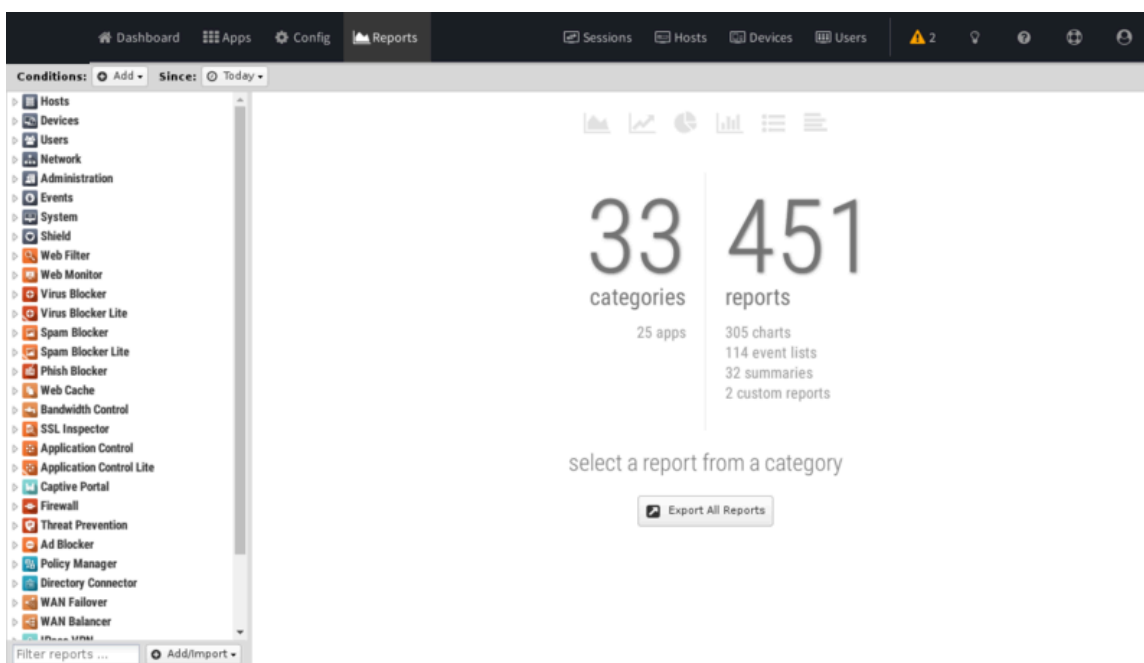 Dashboard Apps Config Reports Sessions Hosts Devices Users 2
Conditions: Add Since: Today
Hosts
Devices
Users
Network
Administration
Events
System
Shield
Web Filter
Web Monitor
Virus Blocker
Virus Blocker Lite
Spam Blocker
Spam Blocker Lite
Phish Blocker
Web Cache
Bandwidth Control
SSL Inspector
Application Control
Application Control Lite
Captive Portal
Firewall
Threat Prevention
Ad Blocker
Policy Manager
Directory Connector
WAN Failover
WAN Balancer
IPsec VPN
Filter reports ... Add/Import
33
categories
25 apps
451
reports
305 charts
114 event lists
32 summaries
2 custom reports
select a report from a category
Export All Reports